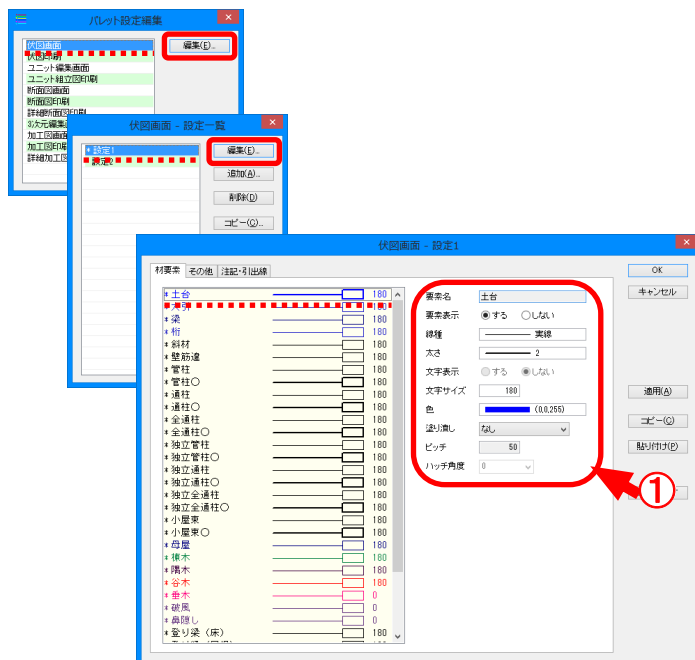 パレット設定編集
伏図画面
編集(E)...
伏図印刷
ユニット編集画面
ユニット組立図印刷
断面図画面
断面図印刷
詳細断面図印刷
3次元編集
加工図画面
加工図印刷
詳細加工図
伏図画面 - 設定一覧
* 設定1
編集(E)...
設定2
追加(A)...
削除(D)
コピー(C)...
伏図画面 - 設定1
材要素 その他 注記・引出線
* 土台 180
* 大引 180
* 梁 180
* 桁 180
* 斜材 180
* 壁筋違 180
* 管柱 180
* 管柱〇 180
* 通柱 180
* 通柱〇 180
* 全通柱 180
* 全通柱〇 180
* 独立管柱 180
* 独立管柱〇 180
* 独立通柱 180
* 独立通柱〇 180
* 独立全通柱 180
* 独立全通柱〇 180
* 小屋束 180
* 小屋束〇 180
* 母屋 180
* 棟木 180
* 隅木 180
* 谷木 180
* 垂木 0
* 破風 0
* 鼻隠し 0
* 登り梁（床） 180
要素名 土台
要素表示 する しない
線種 実線
太さ 2
文字表示 する しない
文字サイズ 180
色 (0,0,255)
塗り潰し なし
ピッチ 50
ハッチ角度 0
①
OK
キャンセル
適用(A)
コピー(C)
貼り付け(P)